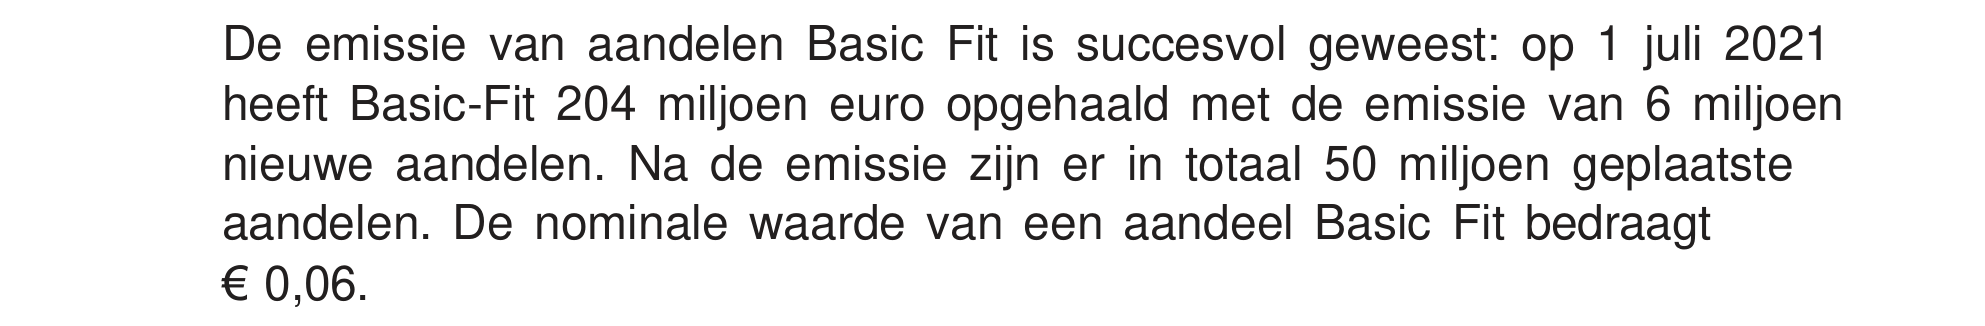 De emissie van aandelen Basic Fit is succesvol geweest: op 1 juli 2021
heeft Basic-Fit 204 miljoen euro opgehaald met de emissie van 6 miljoen
nieuwe aandelen. Na de emissie zijn er in totaal 50 miljoen geplaatste
aandelen. De nominale waarde van een aandeel Basic Fit bedraagt
€ 0,06.